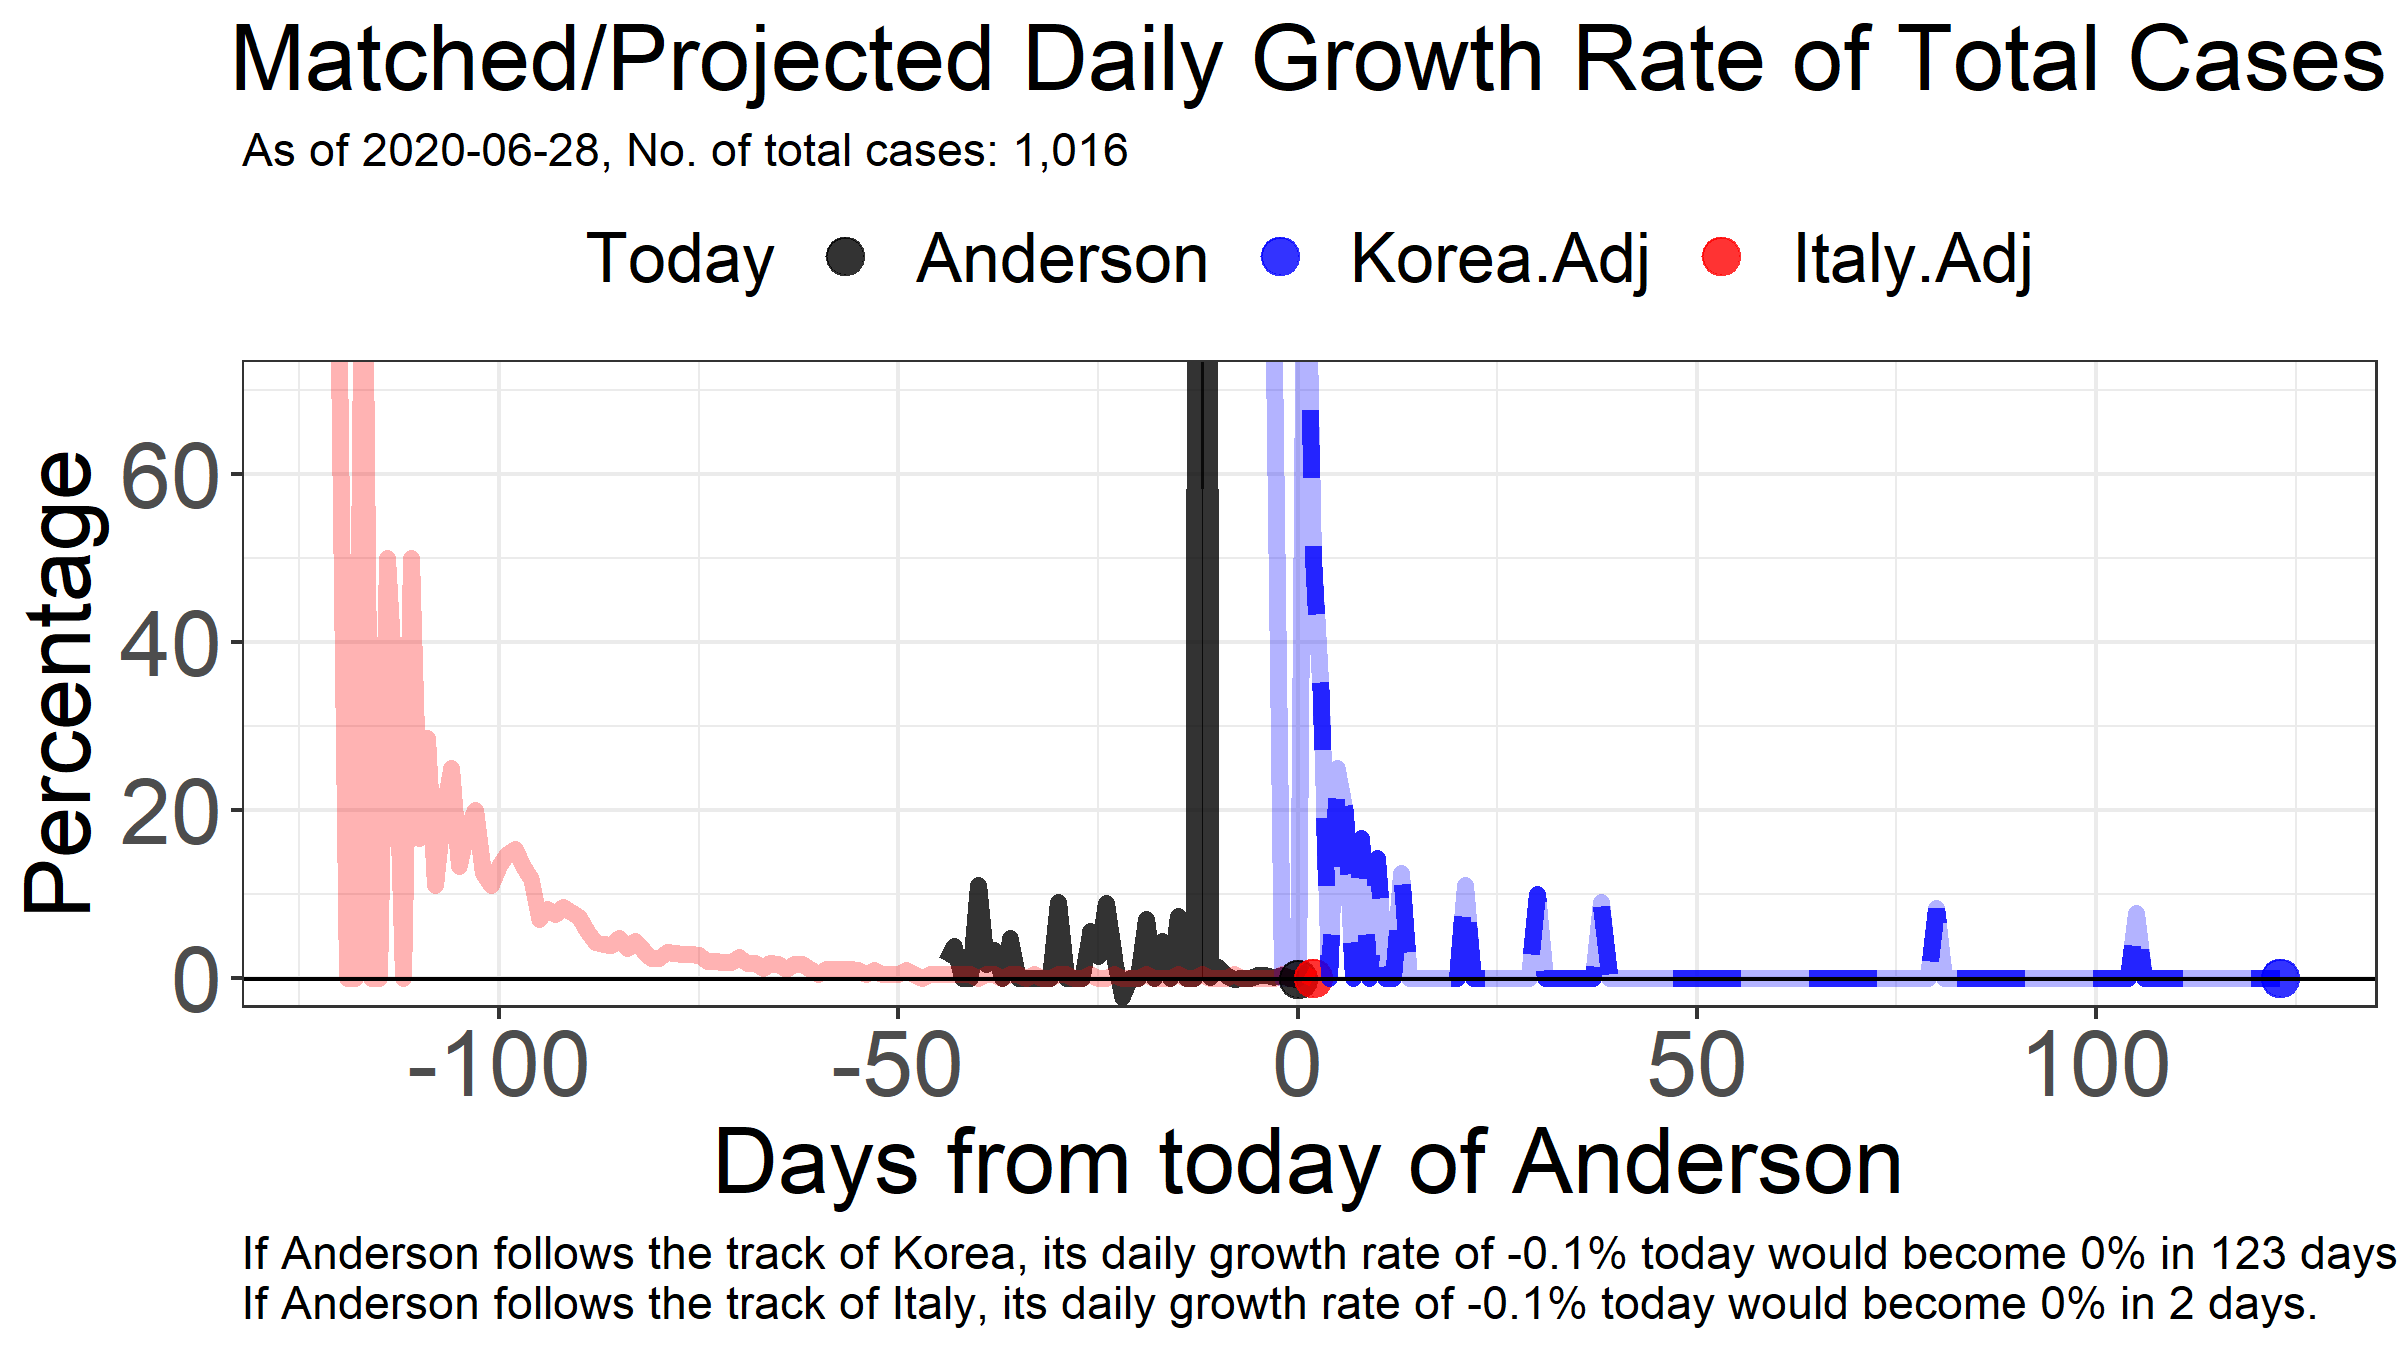 Matched/Projected Daily Growth Rate of Total Cases
As of 2020-06-28, No. of total cases: 1,016
Today Anderson Korea.Adj Italy.Adj
Percentage
60
40
20
0
-100 -50 0 50 100
Days from today of Anderson
If Anderson follows the track of Korea, its daily growth rate of -0.1% today would become 0% in 123 days
If Anderson follows the track of Italy, its daily growth rate of -0.1% today would become 0% in 2 days.